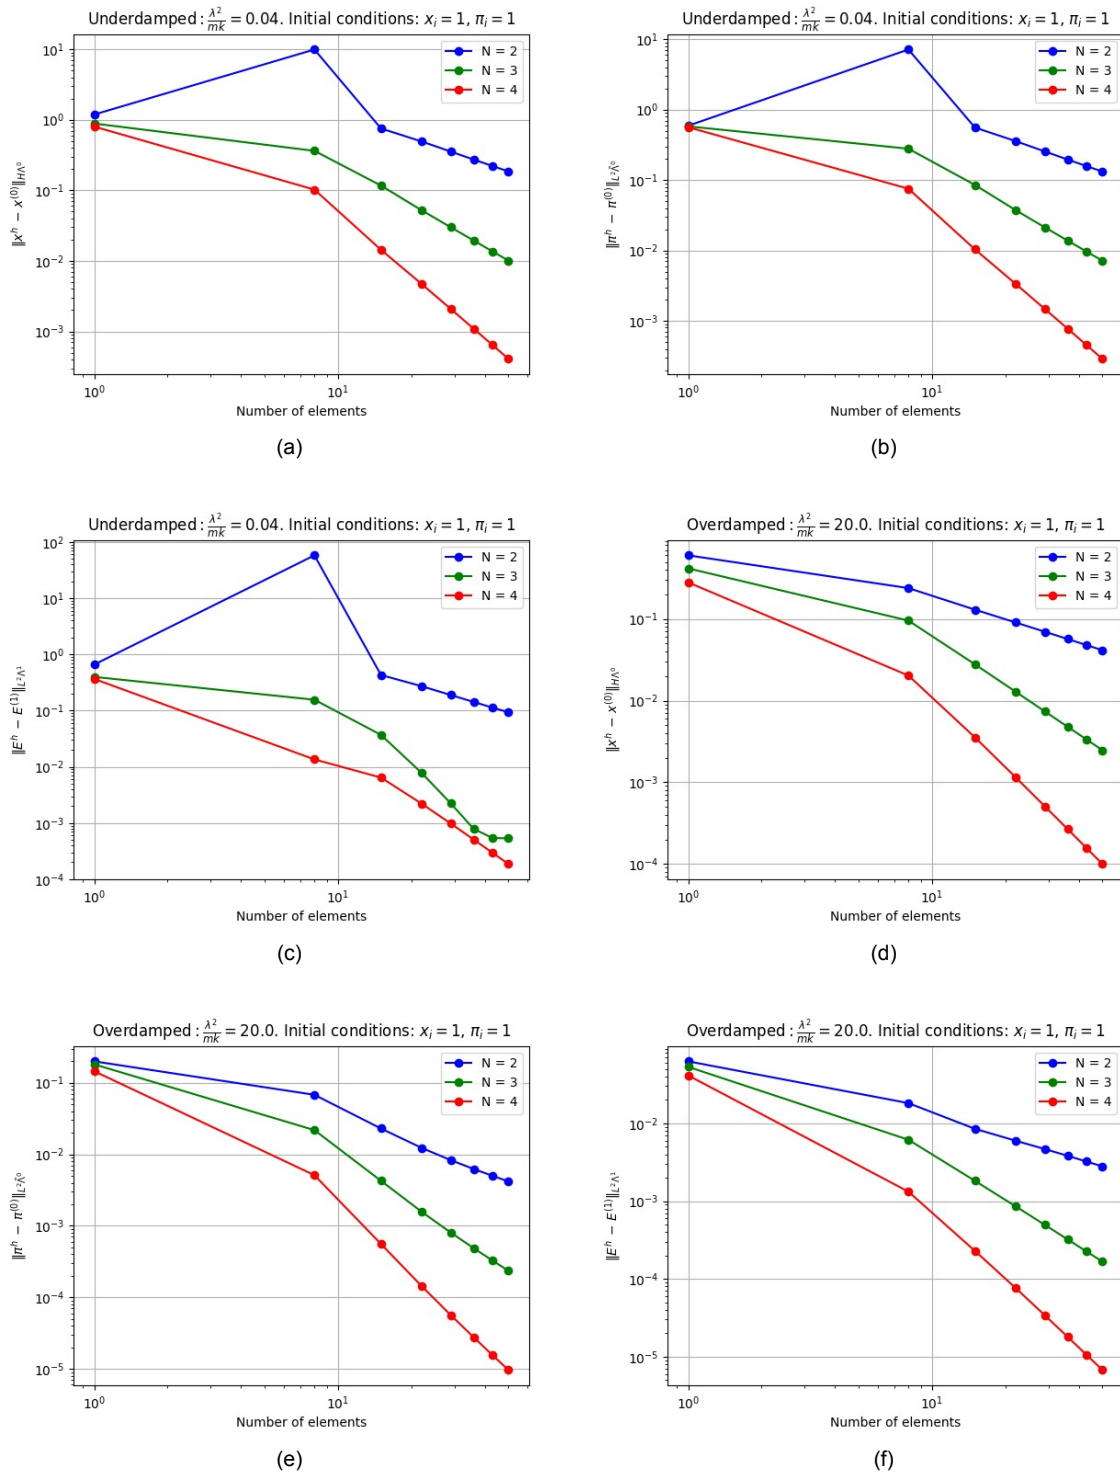 Underdamped: λ²/mk = 0.04. Initial conditions: xᵢ = 1, πᵢ = 1
‖xʰ − x⁽⁰⁾‖_HΛ⁰
10¹
10⁰
10⁻¹
10⁻²
10⁻³
N = 2
N = 3
N = 4
10⁰ 10¹
Number of elements
(a)
Underdamped: λ²/mk = 0.04. Initial conditions: xᵢ = 1, πᵢ = 1
‖πʰ − π⁽⁰⁾‖_L²Λ̃⁰
10¹
10⁰
10⁻¹
10⁻²
10⁻³
N = 2
N = 3
N = 4
10⁰ 10¹
Number of elements
(b)
Underdamped: λ²/mk = 0.04. Initial conditions: xᵢ = 1, πᵢ = 1
‖Eʰ − E⁽¹⁾‖_L²Λ¹
10²
10¹
10⁰
10⁻¹
10⁻²
10⁻³
10⁻⁴
N = 2
N = 3
N = 4
10⁰ 10¹
Number of elements
(c)
Overdamped: λ²/mk = 20.0. Initial conditions: xᵢ = 1, πᵢ = 1
‖xʰ − x⁽⁰⁾‖_HΛ⁰
10⁻¹
10⁻²
10⁻³
10⁻⁴
N = 2
N = 3
N = 4
10⁰ 10¹
Number of elements
(d)
Overdamped: λ²/mk = 20.0. Initial conditions: xᵢ = 1, πᵢ = 1
‖πʰ − π⁽⁰⁾‖_L²Λ̃⁰
10⁻¹
10⁻²
10⁻³
10⁻⁴
10⁻⁵
N = 2
N = 3
N = 4
10⁰ 10¹
Number of elements
(e)
Overdamped: λ²/mk = 20.0. Initial conditions: xᵢ = 1, πᵢ = 1
‖Eʰ − E⁽¹⁾‖_L²Λ¹
10⁻²
10⁻³
10⁻⁴
10⁻⁵
N = 2
N = 3
N = 4
10⁰ 10¹
Number of elements
(f)